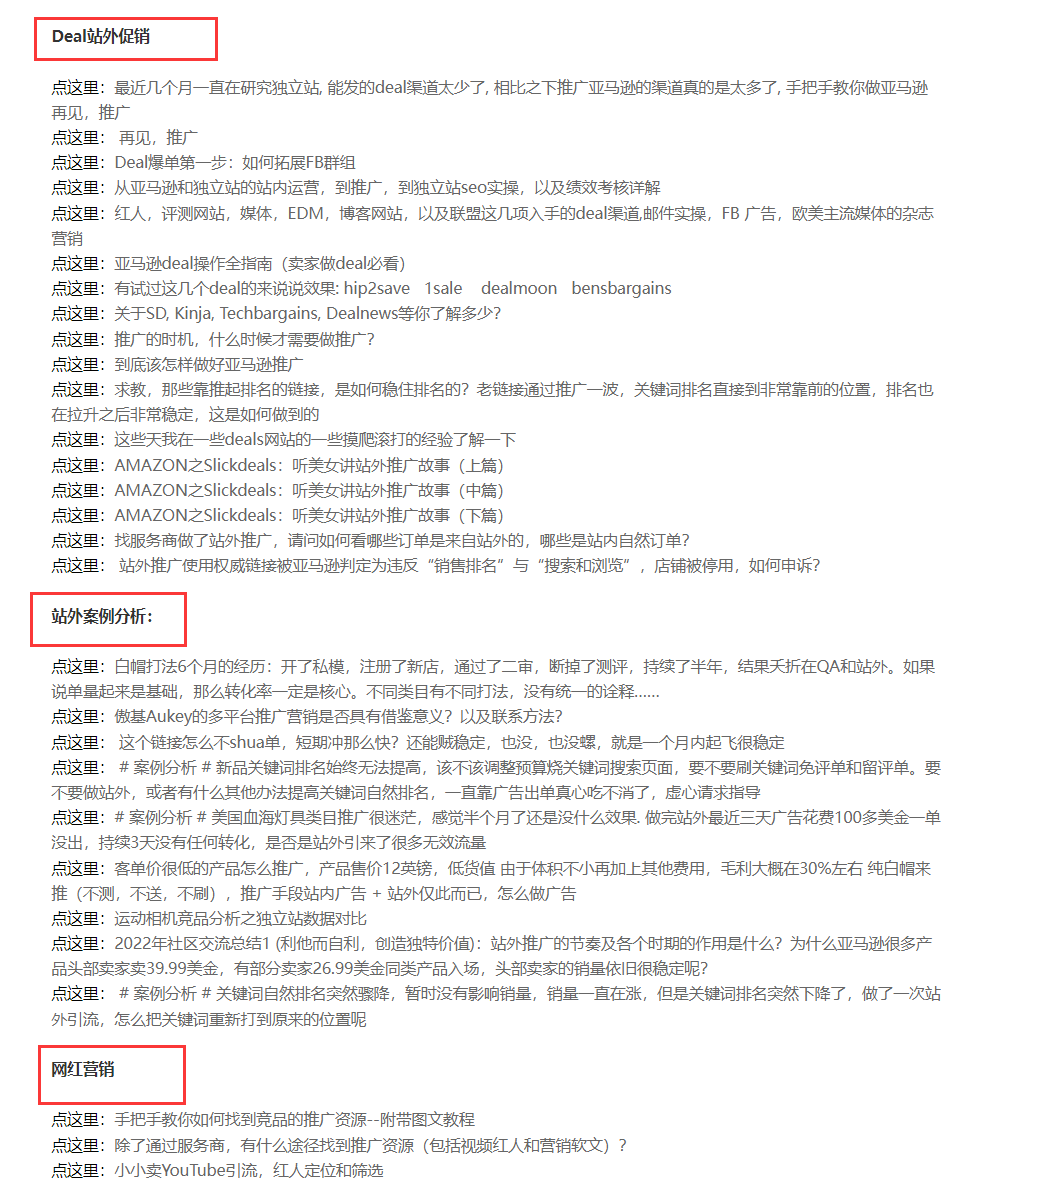 Deal站外促销
点这里：最近几个月一直在研究独立站, 能发的deal渠道太少了, 相比之下推广亚马逊的渠道真的是太多了, 手把手教你做亚马逊
再见，推广
点这里： 再见，推广
点这里：Deal爆单第一步：如何拓展FB群组
点这里：从亚马逊和独立站的站内运营，到推广，到独立站seo实操，以及绩效考核详解
点这里：红人，评测网站，媒体，EDM，博客网站，以及联盟这几项入手的deal渠道,邮件实操，FB 广告，欧美主流媒体的杂志
营销
点这里：亚马逊deal操作全指南（卖家做deal必看）
点这里：有试过这几个deal的来说说效果: hip2save   1sale    dealmoon   bensbargains
点这里：关于SD, Kinja, Techbargains, Dealnews等你了解多少?
点这里：推广的时机，什么时候才需要做推广?
点这里：到底该怎样做好亚马逊推广
点这里：求教，那些靠推起排名的链接，是如何稳住排名的？老链接通过推广一波，关键词排名直接到非常靠前的位置，排名也
在拉升之后非常稳定，这是如何做到的
点这里：这些天我在一些deals网站的一些摸爬滚打的经验了解一下
点这里：AMAZON之Slickdeals：听美女讲站外推广故事（上篇）
点这里：AMAZON之Slickdeals：听美女讲站外推广故事（中篇）
点这里：AMAZON之Slickdeals：听美女讲站外推广故事（下篇）
点这里：找服务商做了站外推广，请问如何看哪些订单是来自站外的，哪些是站内自然订单?
点这里： 站外推广使用权威链接被亚马逊判定为违反“销售排名”与“搜索和浏览”，店铺被停用，如何申诉?
站外案例分析：
点这里：白帽打法6个月的经历：开了私模，注册了新店，通过了二审，断掉了测评，持续了半年，结果夭折在QA和站外。如果
说单量起来是基础，那么转化率一定是核心。不同类目有不同打法，没有统一的诠释......
点这里：傲基Aukey的多平台推广营销是否具有借鉴意义？以及联系方法?
点这里： 这个链接怎么不shua单，短期冲那么快？还能贼稳定，也没，也没螺，就是一个月内起飞很稳定
点这里： # 案例分析 # 新品关键词排名始终无法提高，该不该调整预算烧关键词搜索页面，要不要刷关键词免评单和留评单。要
不要做站外，或者有什么其他办法提高关键词自然排名，一直靠广告出单真心吃不消了，虚心请求指导
点这里：# 案例分析 # 美国血海灯具类目推广很迷茫，感觉半个月了还是没什么效果. 做完站外最近三天广告花费100多美金一单
没出，持续3天没有任何转化，是否是站外引来了很多无效流量
点这里：客单价很低的产品怎么推广，产品售价12英镑，低货值 由于体积不小再加上其他费用，毛利大概在30%左右 纯白帽来
推（不测，不送，不刷），推广手段站内广告 + 站外仅此而已，怎么做广告
点这里：运动相机竞品分析之独立站数据对比
点这里：2022年社区交流总结1 (利他而自利，创造独特价值)：站外推广的节奏及各个时期的作用是什么？为什么亚马逊很多产
品头部卖家卖39.99美金，有部分卖家26.99美金同类产品入场，头部卖家的销量依旧很稳定呢?
点这里： # 案例分析 # 关键词自然排名突然骤降，暂时没有影响销量，销量一直在涨，但是关键词排名突然下降了，做了一次站
外引流，怎么把关键词重新打到原来的位置呢
网红营销
点这里：手把手教你如何找到竞品的推广资源--附带图文教程
点这里：除了通过服务商，有什么途径找到推广资源（包括视频红人和营销软文）?
点这里：小小卖YouTube引流，红人定位和筛选